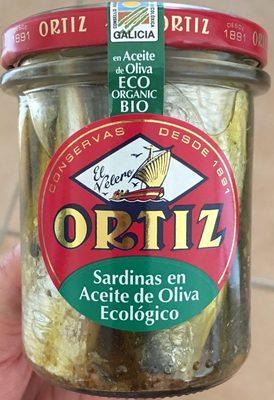 GALICIA
DESDE 1891 ORTIZ ORTIZ DESDE 1891
en Aceite
de Oliva
ECO
ORGANIC
BIO
CONSERVAS DESDE 1891
El
Velero
ORTIZ
Sardinas en
Aceite de Oliva
Ecológico